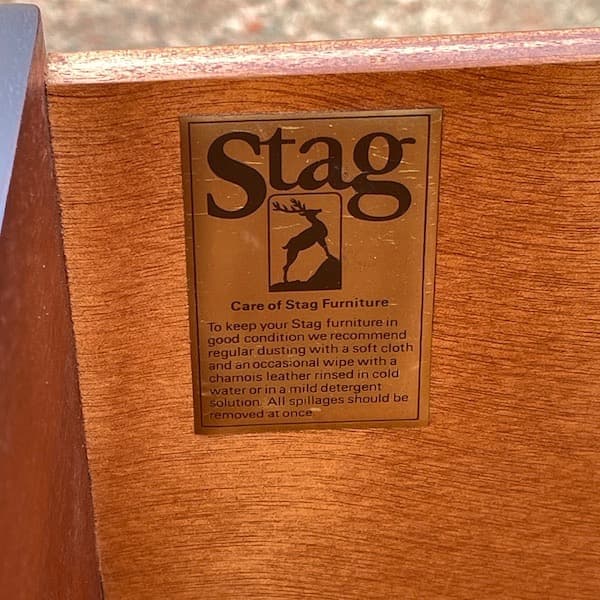 Stag
Care of Stag Furniture
To keep your Stag furniture in
good condition we recommend
regular dusting with a soft cloth
and an occasional wipe with a
chamois leather rinsed in cold
water or in a mild detergent
solution. All spillages should be
removed at once